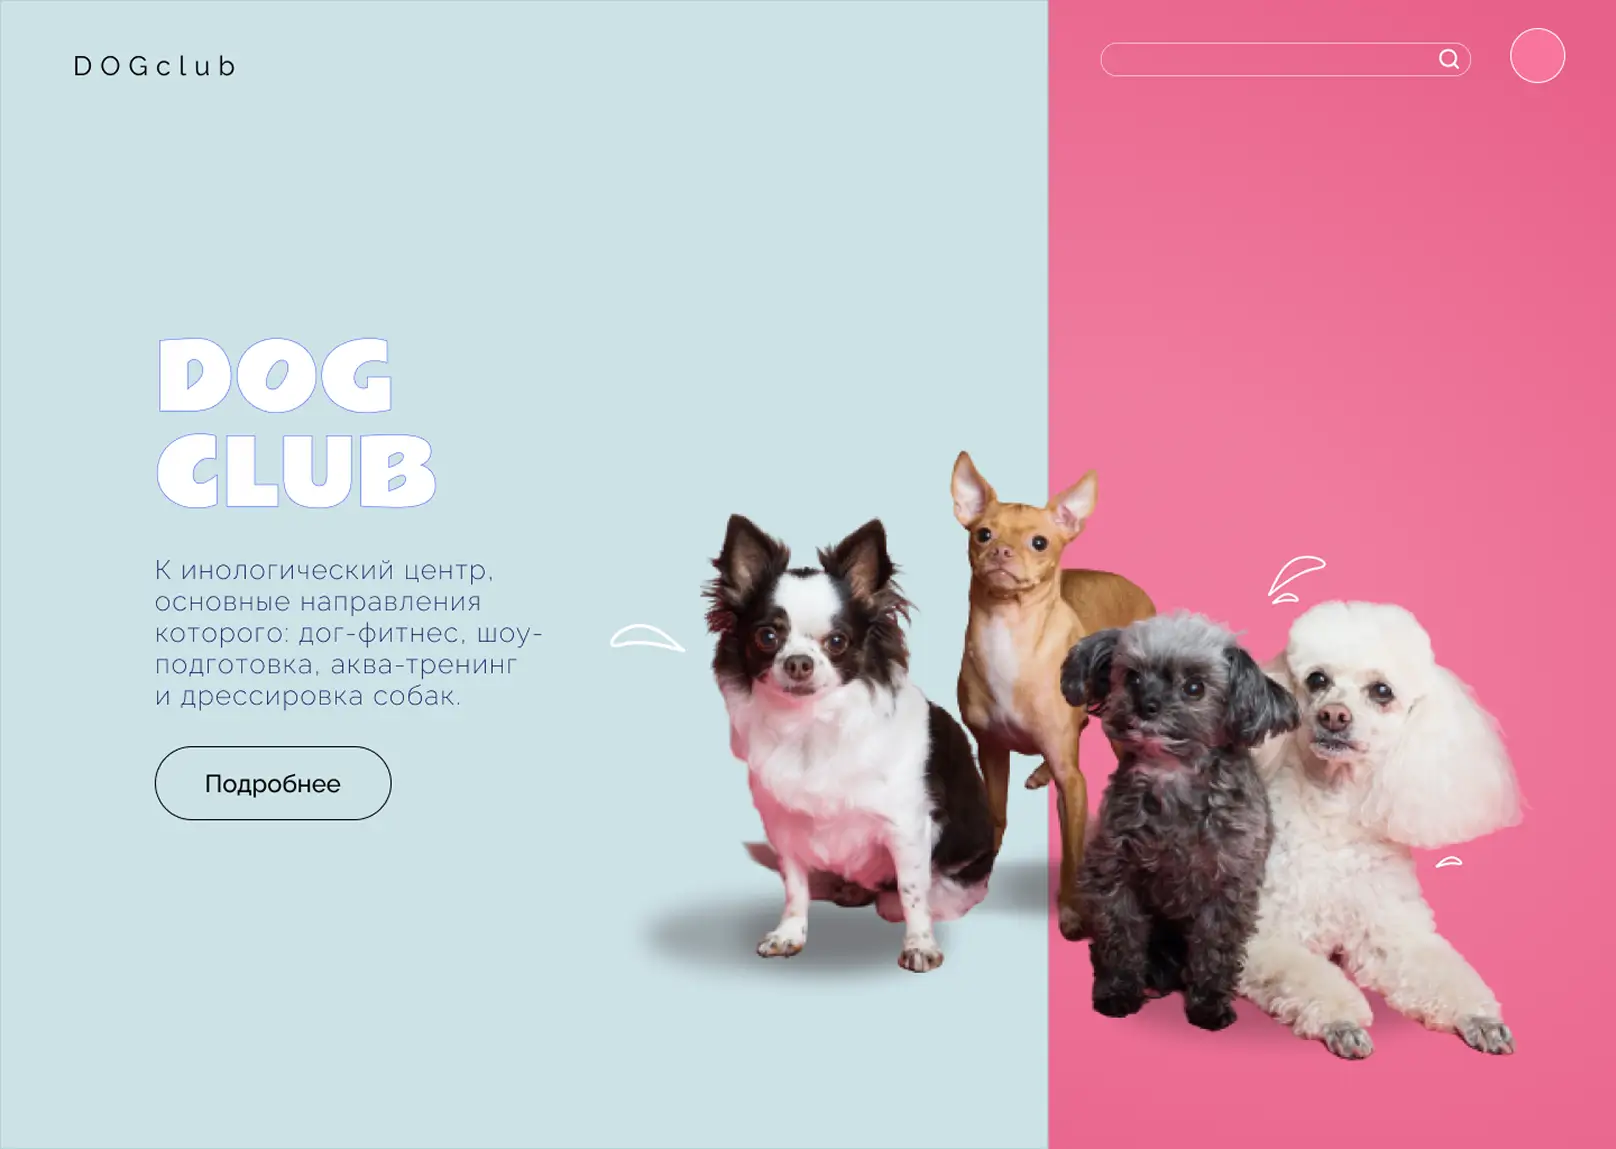 DOGclub
DOG
CLUB
К инологический центр,
основные направления
которого: дог-фитнес, шоу-
подготовка, аква-тренинг
и дрессировка собак.
Подробнее